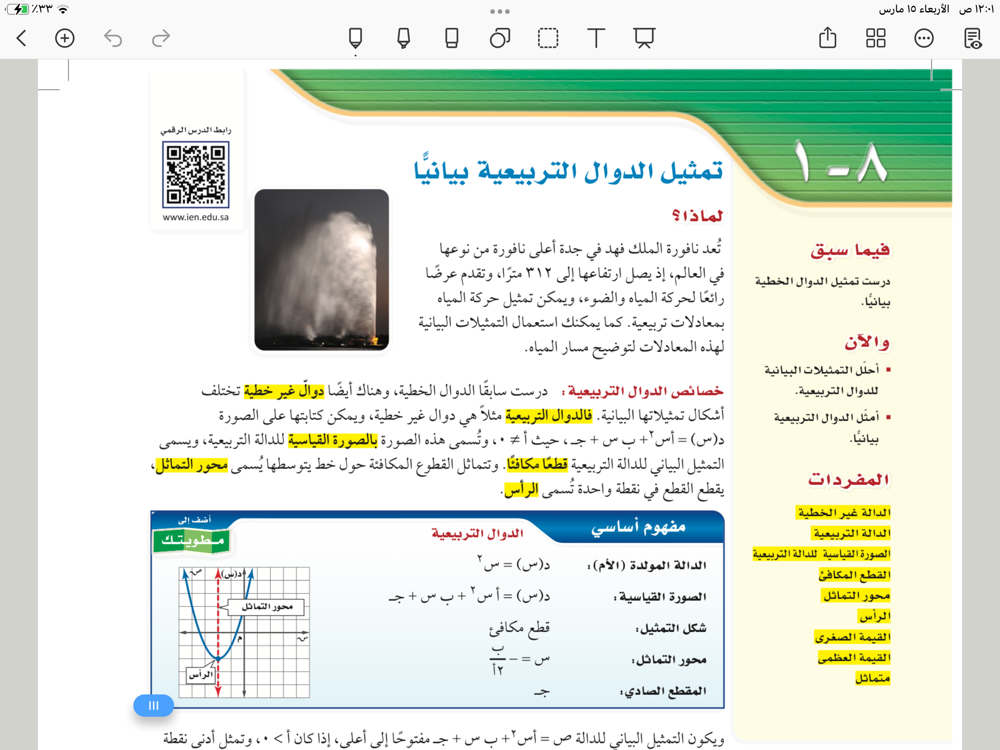 ١٢:٠١ ص الأربعاء ١٥ مارس
٪٣٣
٨-١
رابط الدرس الرقمي
www.ien.edu.sa
تمثيل الدوال التربيعية بيانيًّا
لماذا؟
تُعد نافورة الملك فهد في جدة أعلى نافورة من نوعها
في العالم، إذ يصل ارتفاعها إلى ٣١٢ مترًا، وتقدم عرضًا
رائعًا لحركة المياه والضوء، ويمكن تمثيل حركة المياه
بمعادلات تربيعية. كما يمكنك استعمال التمثيلات البيانية
لهذه المعادلات لتوضيح مسار المياه.
فيما سبق
درست تمثيل الدوال الخطية
بيانيًّا.
والآن
▪ أحلّل التمثيلات البيانية
للدوال التربيعية.
▪ أمثّل الدوال التربيعية
بيانيًّا.
المفردات
الدالة غير الخطية
الدالة التربيعية
الصورة القياسية للدالة التربيعية
القطع المكافئ
محور التماثل
الرأس
القيمة الصغرى
القيمة العظمى
متماثل
خصائص الدوال التربيعية: درست سابقًا الدوال الخطية، وهناك أيضًا دوالّ غير خطية تختلف
أشكال تمثيلاتها البيانية. فالدوال التربيعية مثلاً هي دوال غير خطية، ويمكن كتابتها على الصورة
د(س) = أس٢ + ب س + جـ، حيث أ ≠ ٠، وتُسمى هذه الصورة بالصورة القياسية للدالة التربيعية، ويسمى
التمثيل البياني للدالة التربيعية قطعًا مكافئًا. وتتماثل القطوع المكافئة حول خط يتوسطها يُسمى محور التماثل،
يقطع القطع في نقطة واحدة تُسمى الرأس.
مفهوم أساسي
الدوال التربيعية
أضف إلى
مـطويـتـك
الدالة المولدة (الأم): د(س) = س٢
الصورة القياسية: د(س) = أ س٢ + ب س + جـ
شكل التمثيل: قطع مكافئ
محور التماثل: س = − ب/٢أ
المقطع الصادي: جـ
ص
د(س)
محور التماثل
م
س
الرأس
ويكون التمثيل البياني للدالة ص = أس٢ + ب س + جـ مفتوحًا إلى أعلى، إذا كان أ > ٠، وتمثل أدنى نقطة